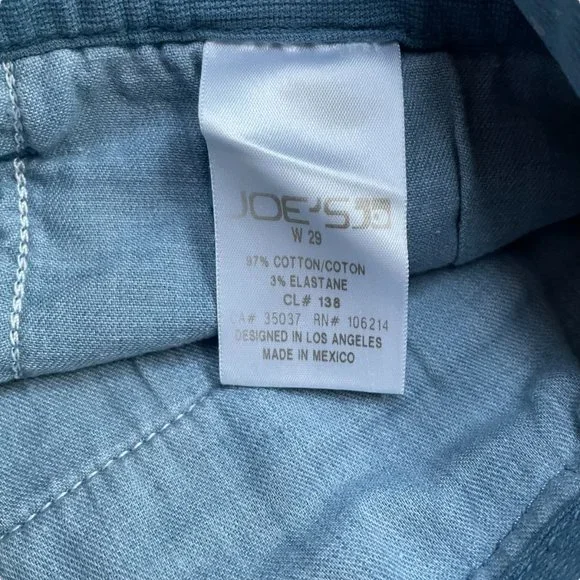 JOE'S
W 29
97% COTTON/COTON
3% ELASTANE
CL# 138
CA# 35037 RN# 106214
DESIGNED IN LOS ANGELES
MADE IN MEXICO